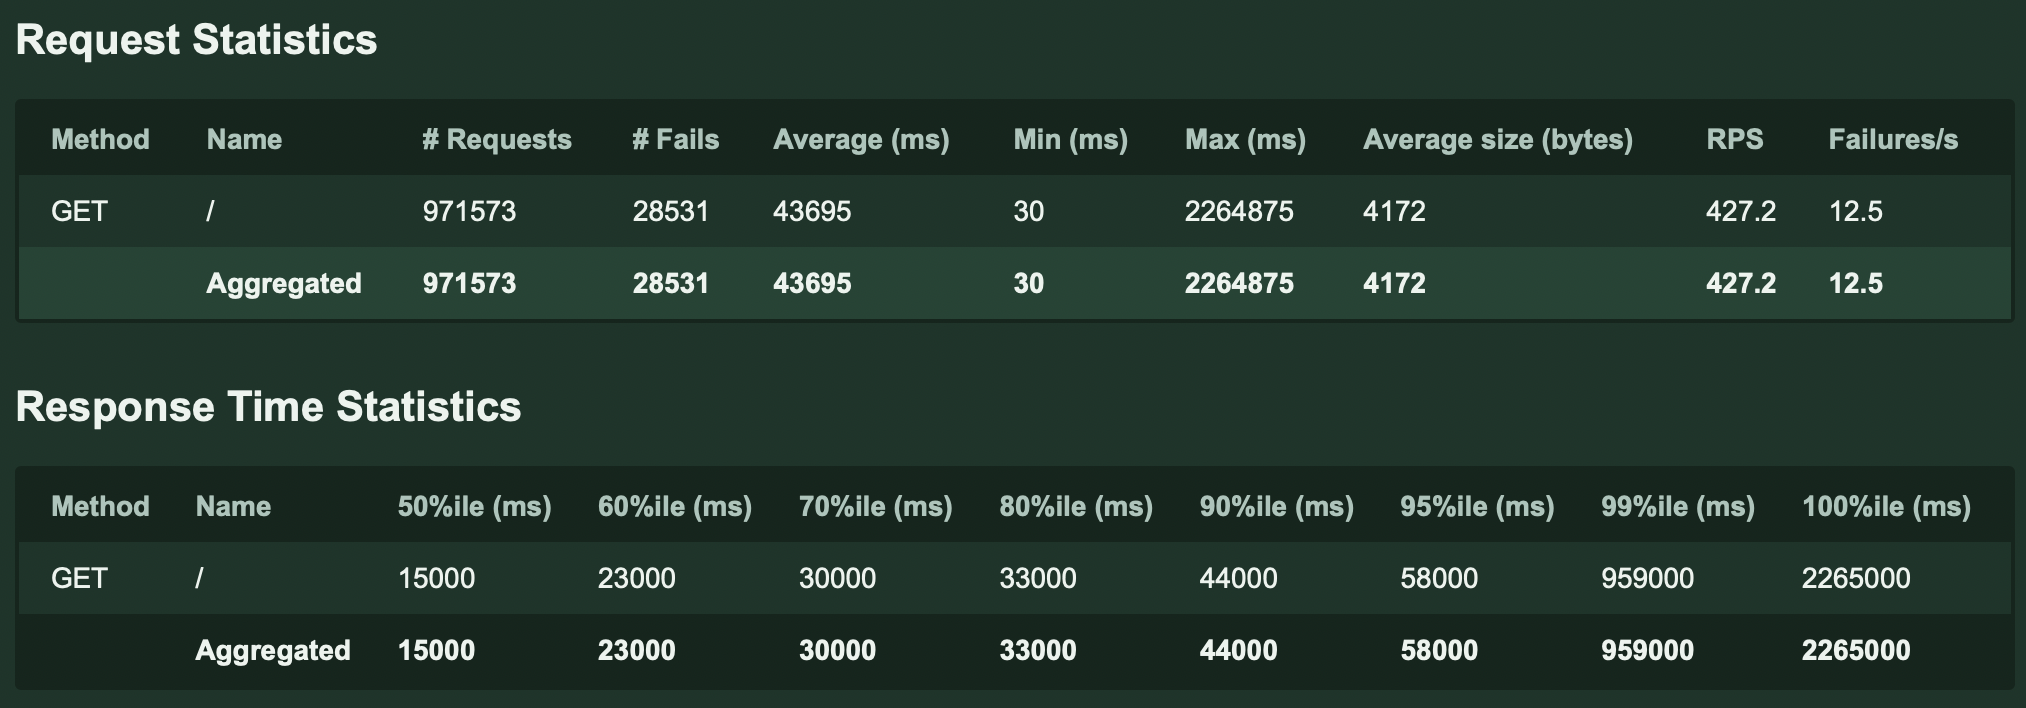 Request Statistics
Method Name # Requests # Fails Average (ms) Min (ms) Max (ms) Average size (bytes) RPS Failures/s
GET / 971573 28531 43695 30 2264875 4172 427.2 12.5
Aggregated 971573 28531 43695 30 2264875 4172 427.2 12.5
Response Time Statistics
Method Name 50%ile (ms) 60%ile (ms) 70%ile (ms) 80%ile (ms) 90%ile (ms) 95%ile (ms) 99%ile (ms) 100%ile (ms)
GET / 15000 23000 30000 33000 44000 58000 959000 2265000
Aggregated 15000 23000 30000 33000 44000 58000 959000 2265000